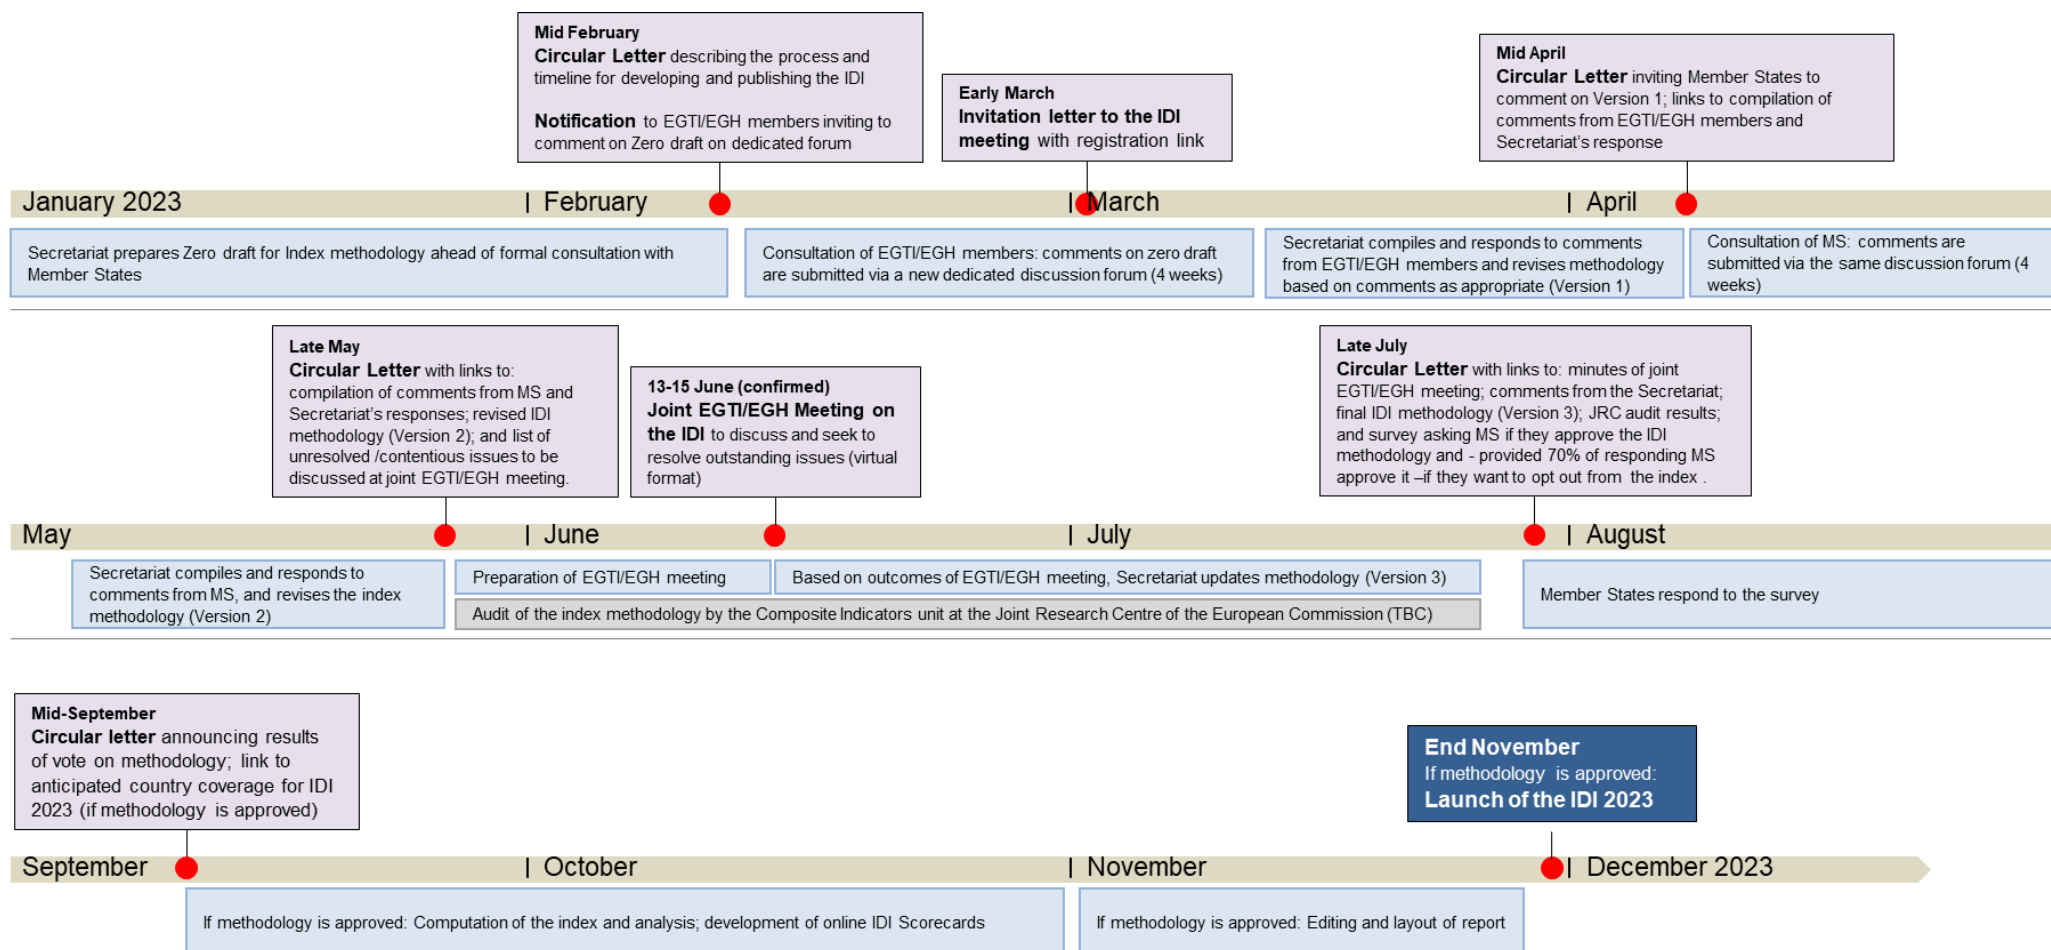 Mid February
Circular Letter describing the process and
timeline for developing and publishing the IDI
Notification to EGTI/EGH members inviting to
comment on Zero draft on dedicated forum
Early March
Invitation letter to the IDI
meeting with registration link
Mid April
Circular Letter inviting Member States to
comment on Version 1; links to compilation of
comments from EGTI/EGH members and
Secretariat's response
January 2023
February
March
April
Secretariat prepares Zero draft for Index methodology ahead of formal consultation with
Member States
Consultation of EGTI/EGH members: comments on zero draft
are submitted via a new dedicated discussion forum (4 weeks)
Secretariat compiles and responds to comments
from EGTI/EGH members and revises methodology
based on comments as appropriate (Version 1)
Consultation of MS: comments are
submitted via the same discussion forum (4
weeks)
Late May
Circular Letter with links to:
compilation of comments from MS and
Secretariat's responses; revised IDI
methodology (Version 2); and list of
unresolved /contentious issues to be
discussed at joint EGTI/EGH meeting.
13-15 June (confirmed)
Joint EGTI/EGH Meeting on
the IDI to discuss and seek to
resolve outstanding issues (virtual
format)
Late July
Circular Letter with links to: minutes of joint
EGTI/EGH meeting; comments from the Secretariat;
final IDI methodology (Version 3); JRC audit results;
and survey asking MS if they approve the IDI
methodology and - provided 70% of responding MS
approve it –if they want to opt out from the index .
May
June
July
August
Secretariat compiles and responds to
comments from MS, and revises the index
methodology (Version 2)
Preparation of EGTI/EGH meeting
Based on outcomes of EGTI/EGH meeting, Secretariat updates methodology (Version 3)
Audit of the index methodology by the Composite Indicators unit at the Joint Research Centre of the European Commission (TBC)
Member States respond to the survey
Mid-September
Circular letter announcing results
of vote on methodology; link to
anticipated country coverage for IDI
2023 (if methodology is approved)
End November
If methodology is approved:
Launch of the IDI 2023
September
October
November
December 2023
If methodology is approved: Computation of the index and analysis; development of online IDI Scorecards
If methodology is approved: Editing and layout of report